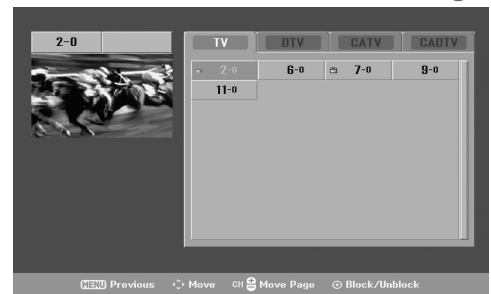 2-0
TV DTV CATV CADTV
2-0 6-0 7-0 9-0
11-0
MENU Previous Move CH Move Page Block/Unblock